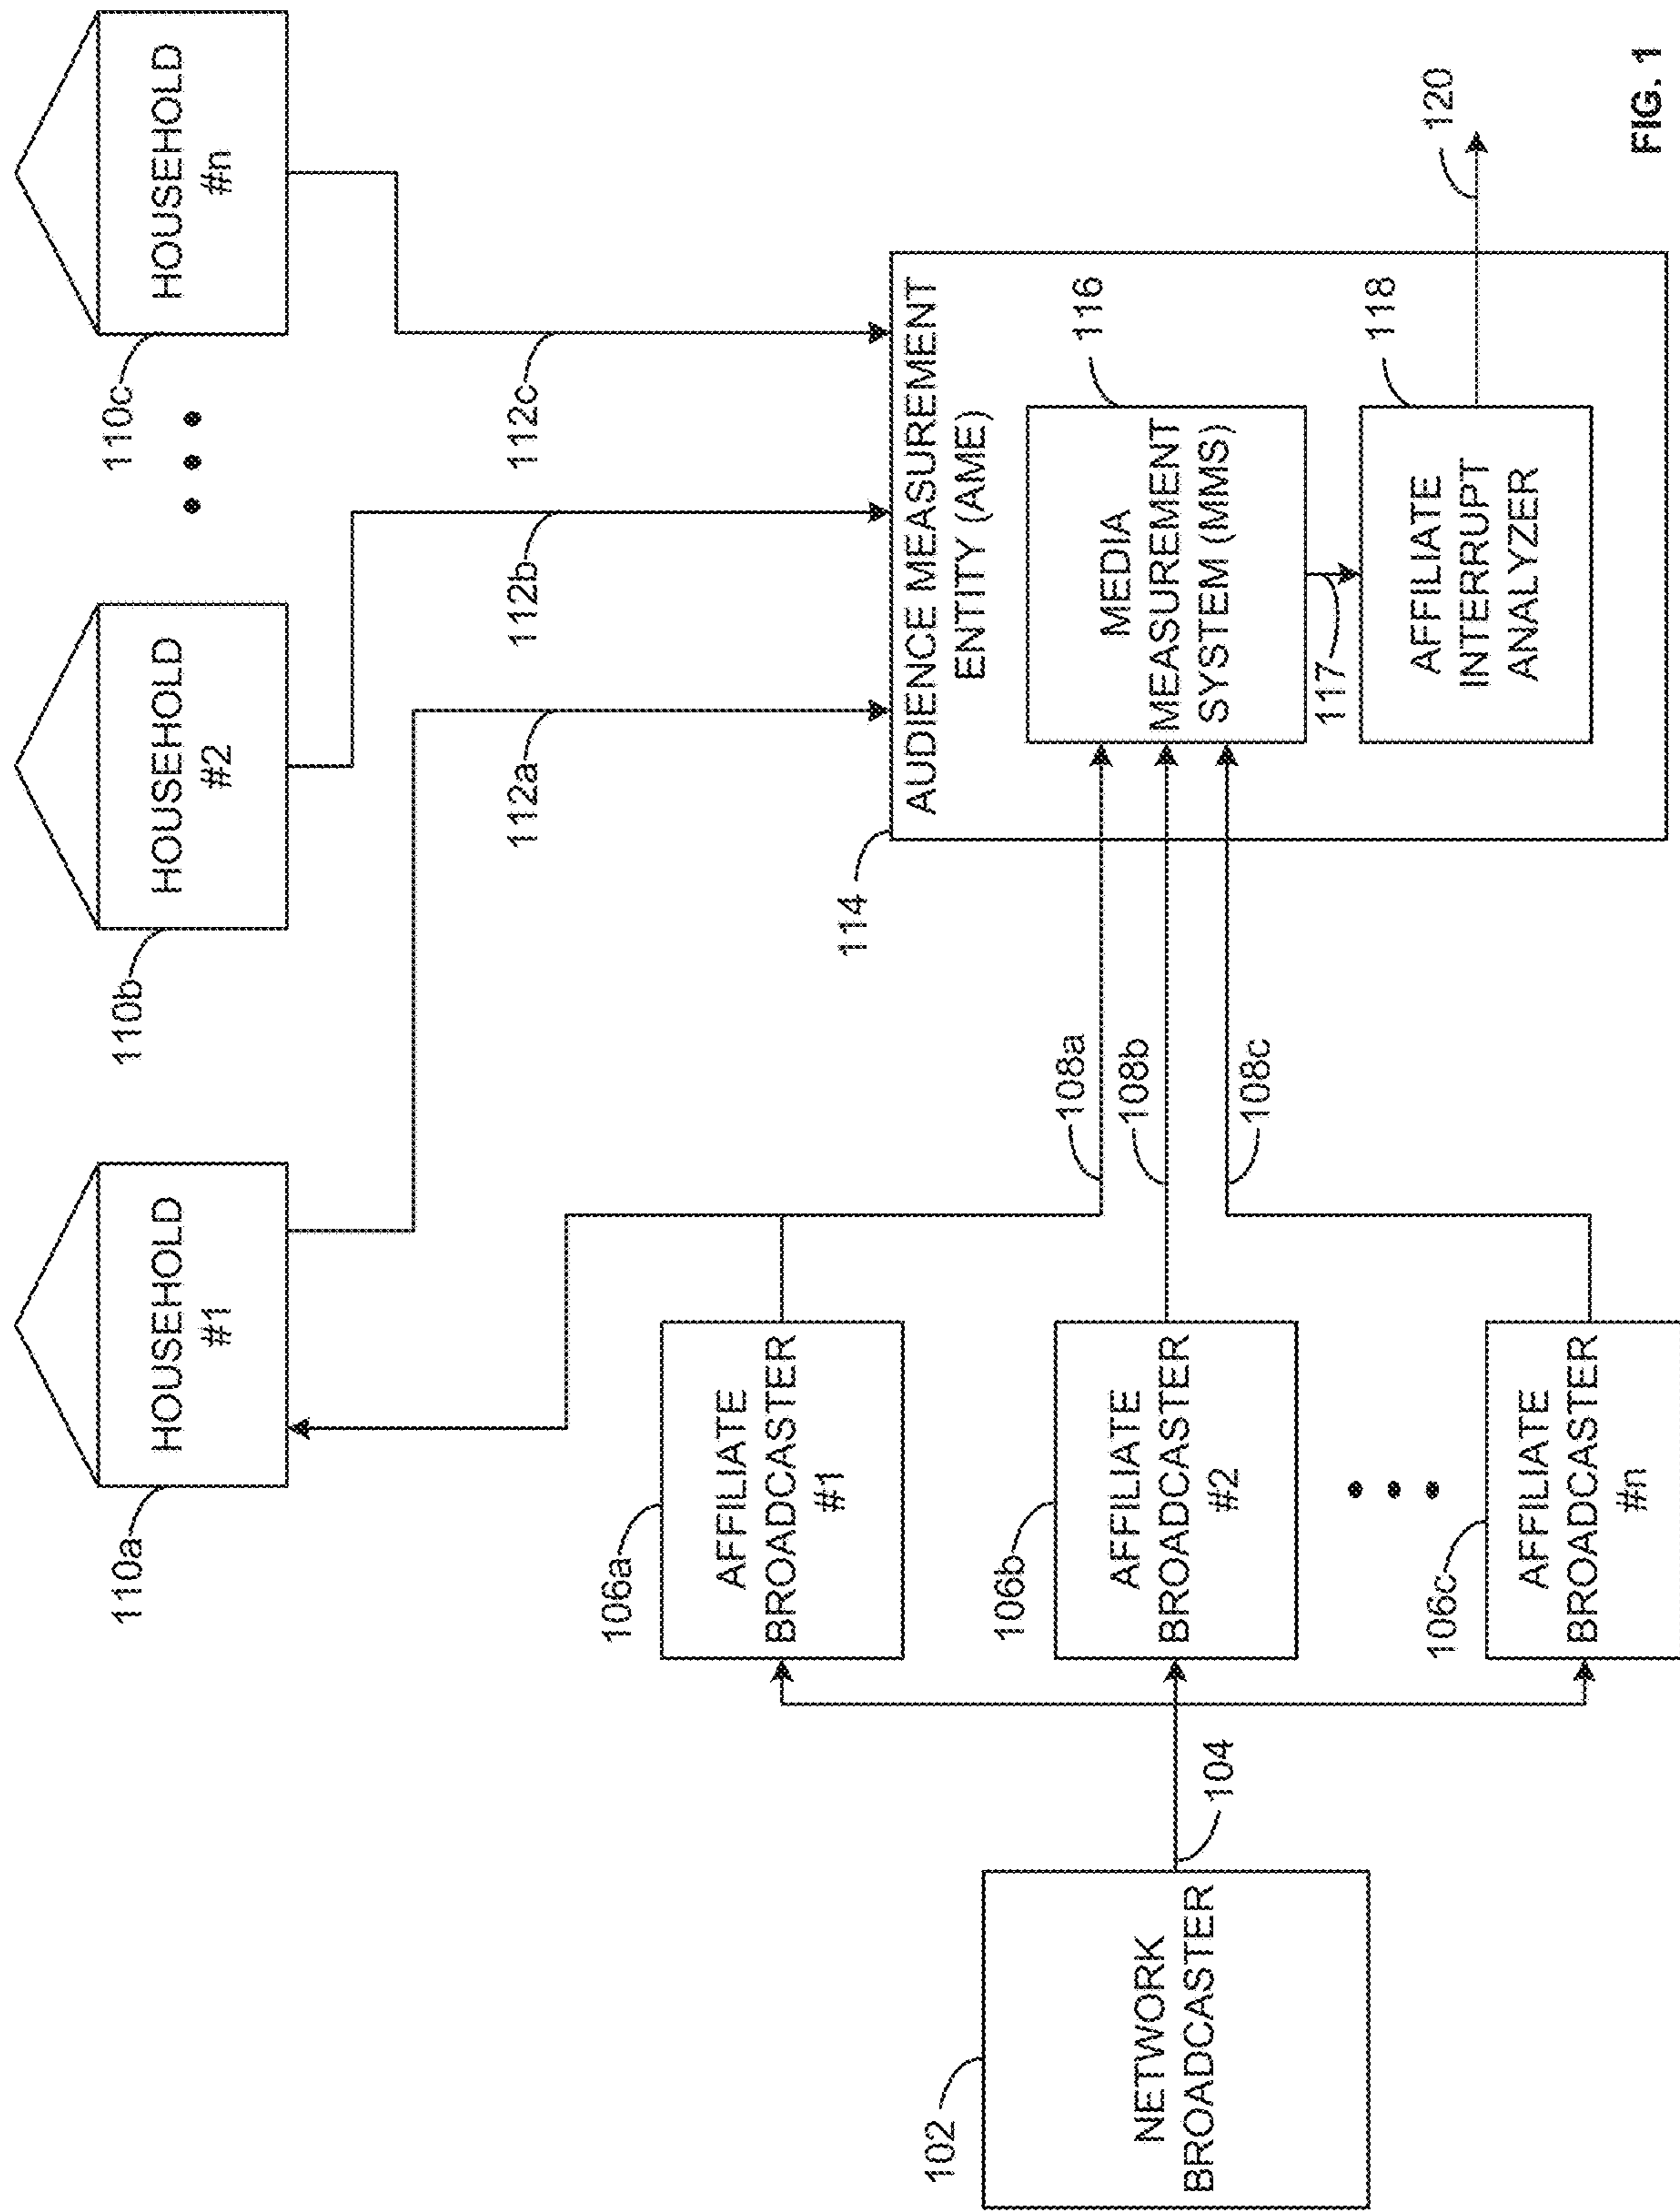 HOUSEHOLD
#1
110a
HOUSEHOLD
#2
110b
HOUSEHOLD
#n
110c
112a
112b
112c
106a
AFFILIATE
BROADCASTER
#1
106b
AFFILIATE
BROADCASTER
#2
106c
AFFILIATE
BROADCASTER
#n
102
NETWORK
BROADCASTER
104
108a
108b
108c
114
AUDIENCE MEASUREMENT
ENTITY (AME)
MEDIA
MEASUREMENT
SYSTEM (MMS)
116
117
AFFILIATE
INTERRUPT
ANALYZER
118
120
FIG. 1